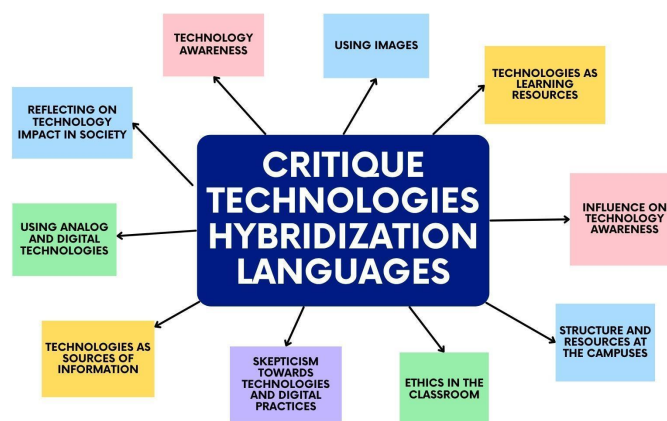 TECHNOLOGY
AWARENESS
USING IMAGES
TECHNOLOGIES AS
LEARNING
RESOURCES
REFLECTING ON
TECHNOLOGY
IMPACT IN SOCIETY
CRITIQUE
TECHNOLOGIES
HYBRIDIZATION
LANGUAGES
INFLUENCE ON
TECHNOLOGY
AWARENESS
USING ANALOG
AND DIGITAL
TECHNOLOGIES
TECHNOLOGIES AS
SOURCES OF
INFORMATION
SKEPTICISM
TOWARDS
TECHNOLOGIES
AND DIGITAL
PRACTICES
ETHICS IN THE
CLASSROOM
STRUCTURE AND
RESOURCES AT
THE CAMPUSES